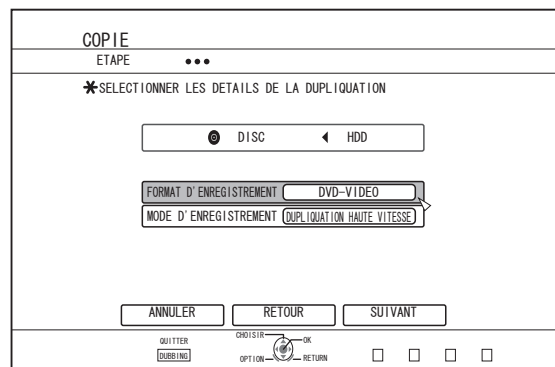 COPIE
ETAPE
SELECTIONNER LES DETAILS DE LA DUPLIQUATION
DISC HDD
FORMAT D'ENREGISTREMENT DVD-VIDEO
MODE D'ENREGISTREMENT DUPLIQUATION HAUTE VITESSE
ANNULER RETOUR SUIVANT
QUITTER CHOISIR OK
DUBBING OPTION RETURN